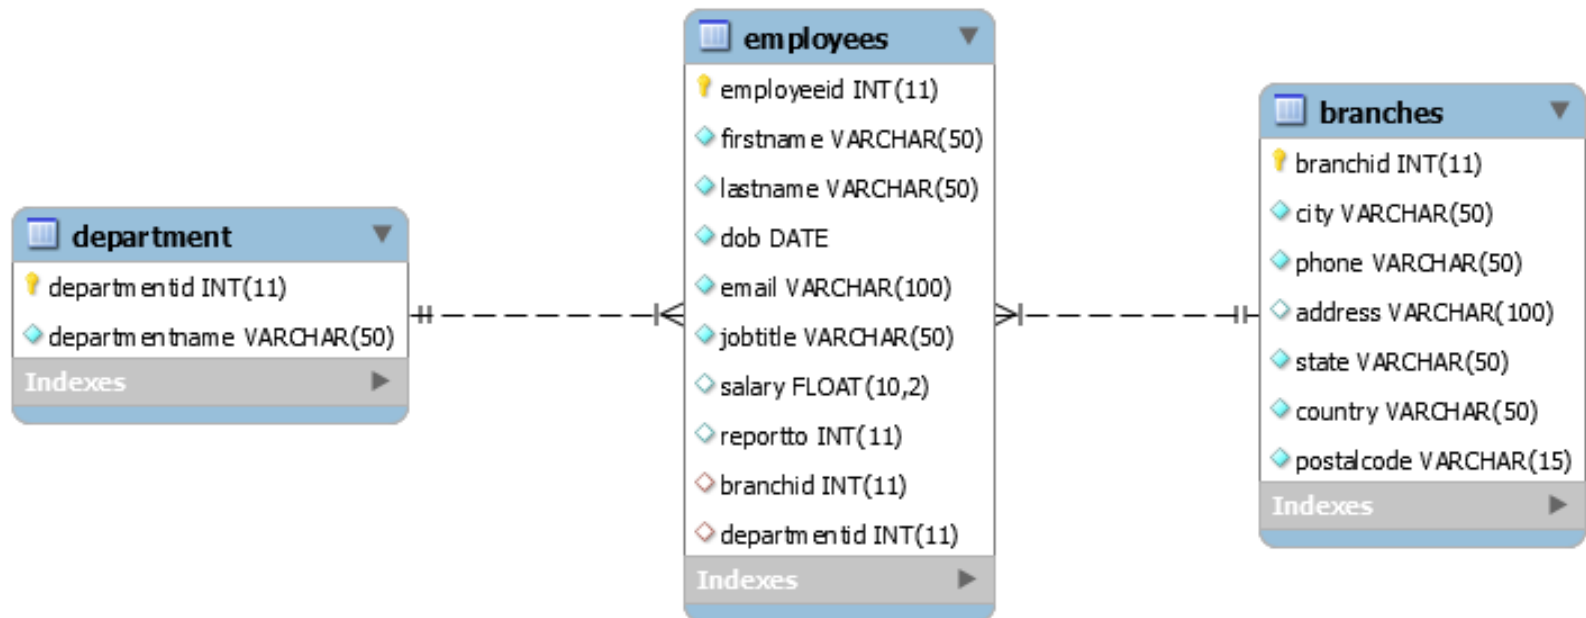 department
departmentid INT(11)
departmentname VARCHAR(50)
Indexes
employees
employeeid INT(11)
firstname VARCHAR(50)
lastname VARCHAR(50)
dob DATE
email VARCHAR(100)
jobtitle VARCHAR(50)
salary FLOAT(10,2)
reportto INT(11)
branchid INT(11)
departmentid INT(11)
Indexes
branches
branchid INT(11)
city VARCHAR(50)
phone VARCHAR(50)
address VARCHAR(100)
state VARCHAR(50)
country VARCHAR(50)
postalcode VARCHAR(15)
Indexes